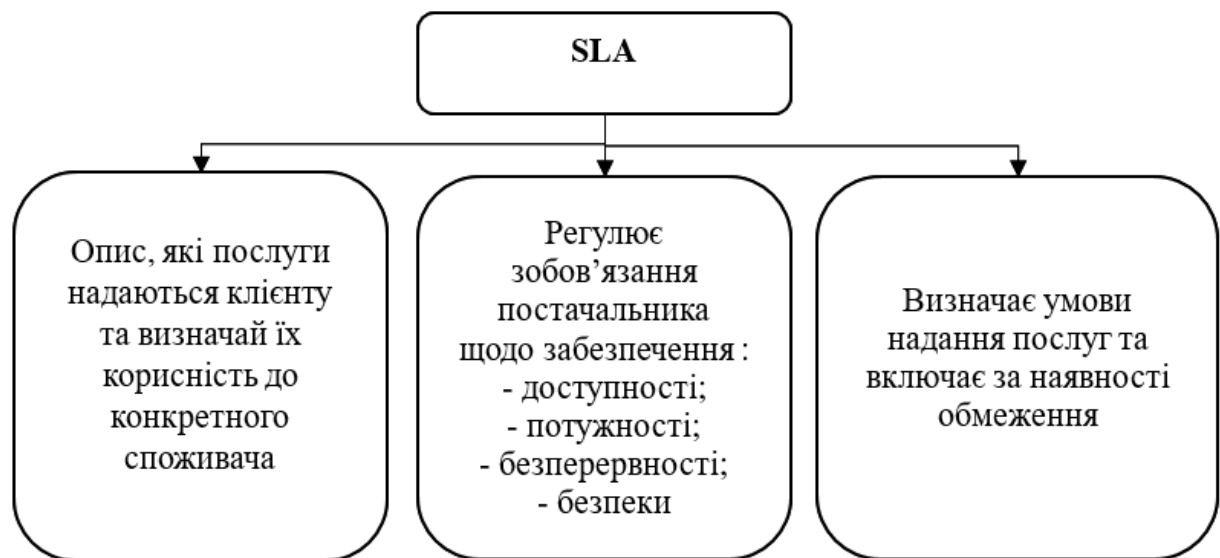 SLA
Опис, які послуги
надаються клієнту
та визначай їх
корисність до
конкретного
споживача
Регулює
зобов’язання
постачальника
щодо забезпечення :
- доступності;
- потужності;
- безперервності;
- безпеки
Визначає умови
надання послуг та
включає за наявності
обмеження